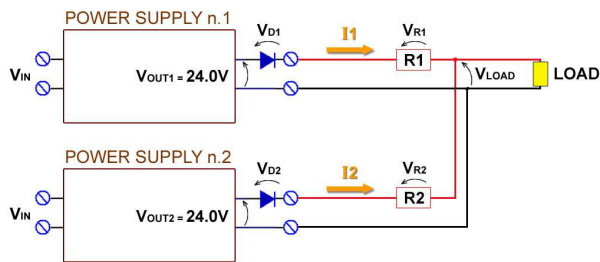 POWER SUPPLY n.1
VD1
I1
VR1
VIN
VOUT1 = 24.0V
R1
VLOAD
LOAD
POWER SUPPLY n.2
VD2
I2
VR2
VIN
VOUT2 = 24.0V
R2